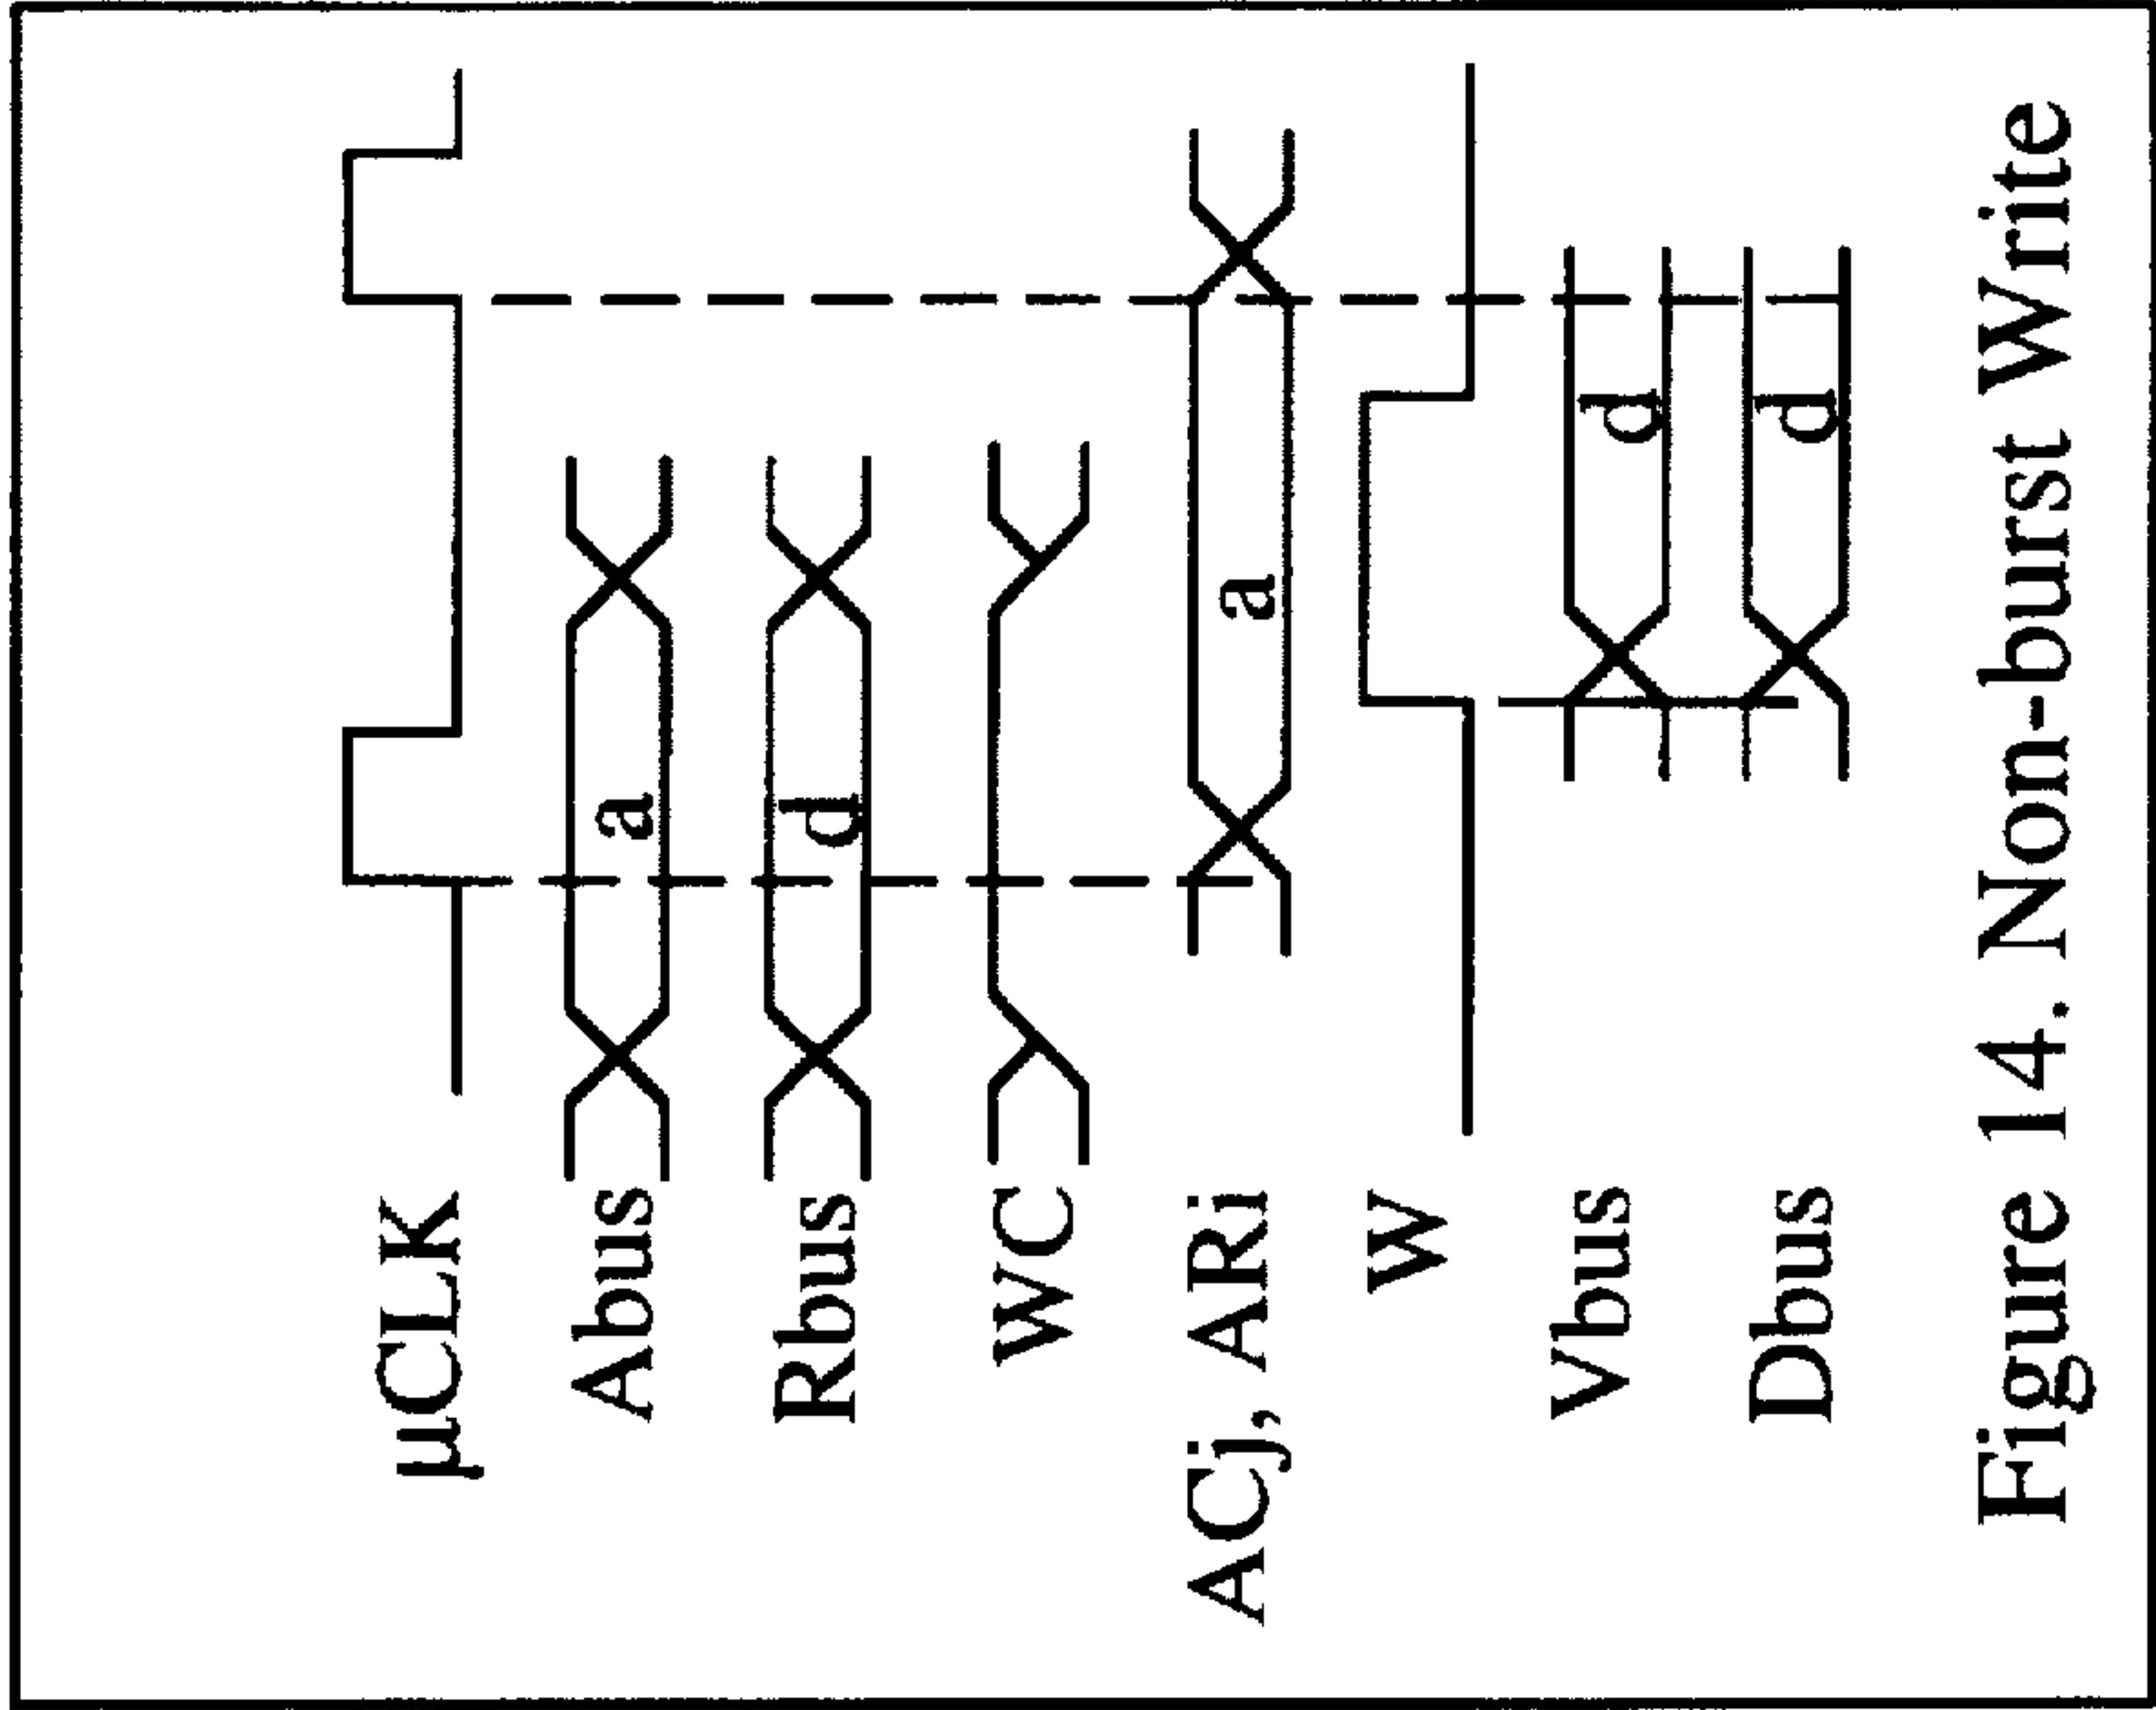 µCLK
Abus a
Rbus d
WC
ACj, ARi a
W
Vbus d
Dbus d
Figure 14. Non-burst Write